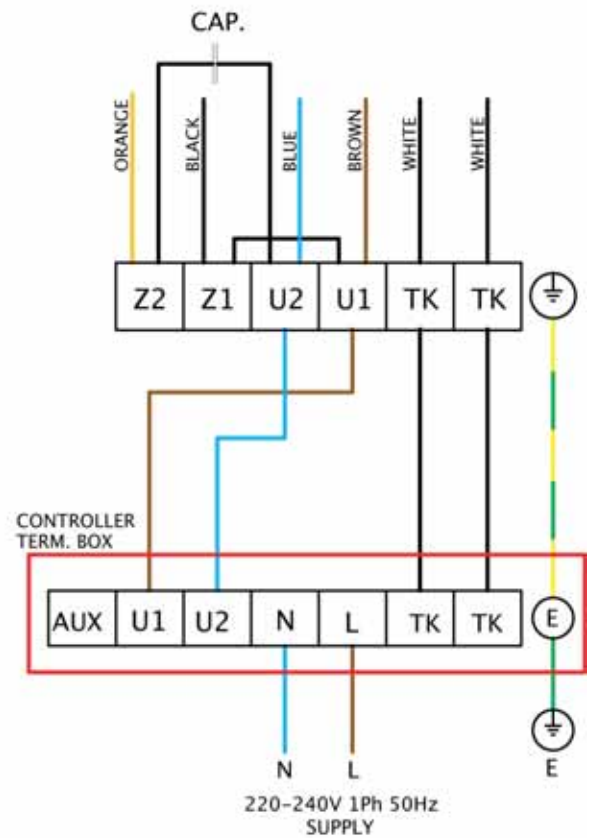 CAP.
ORANGE
BLACK
BLUE
BROWN
WHITE
WHITE
Z2 Z1 U2 U1 TK TK
CONTROLLER
TERM. BOX
AUX U1 U2 N L TK TK E
N L E
220-240V 1Ph 50Hz
SUPPLY